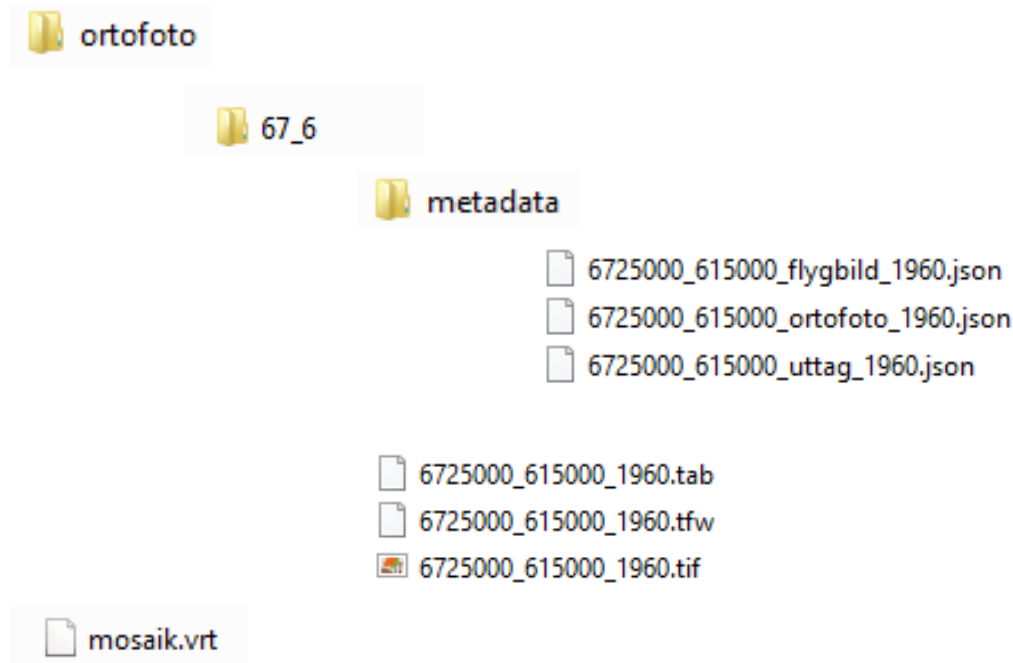 ortofoto
67_6
metadata
6725000_615000_flygbild_1960.json
6725000_615000_ortofoto_1960.json
6725000_615000_uttag_1960.json
6725000_615000_1960.tab
6725000_615000_1960.tfw
6725000_615000_1960.tif
mosaik.vrt